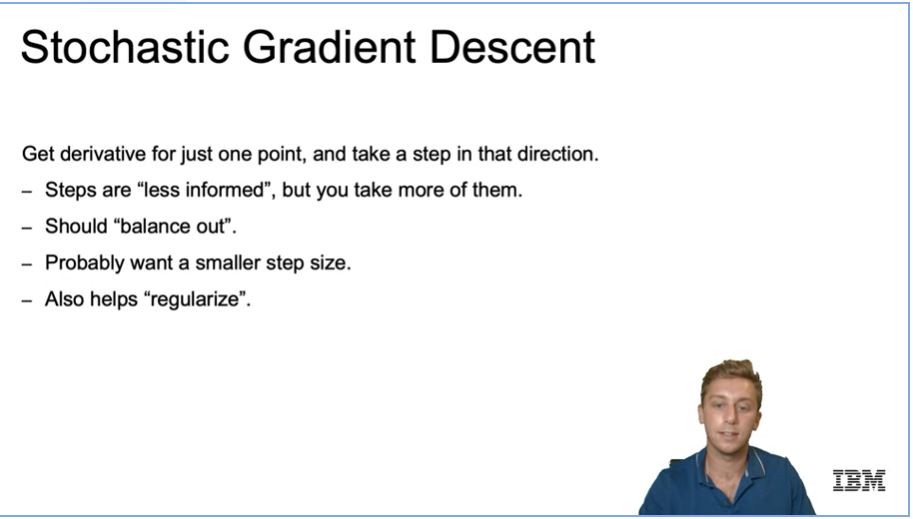 Stochastic Gradient Descent
Get derivative for just one point, and take a step in that direction.
– Steps are “less informed”, but you take more of them.
– Should “balance out”.
– Probably want a smaller step size.
– Also helps “regularize”.
IBM